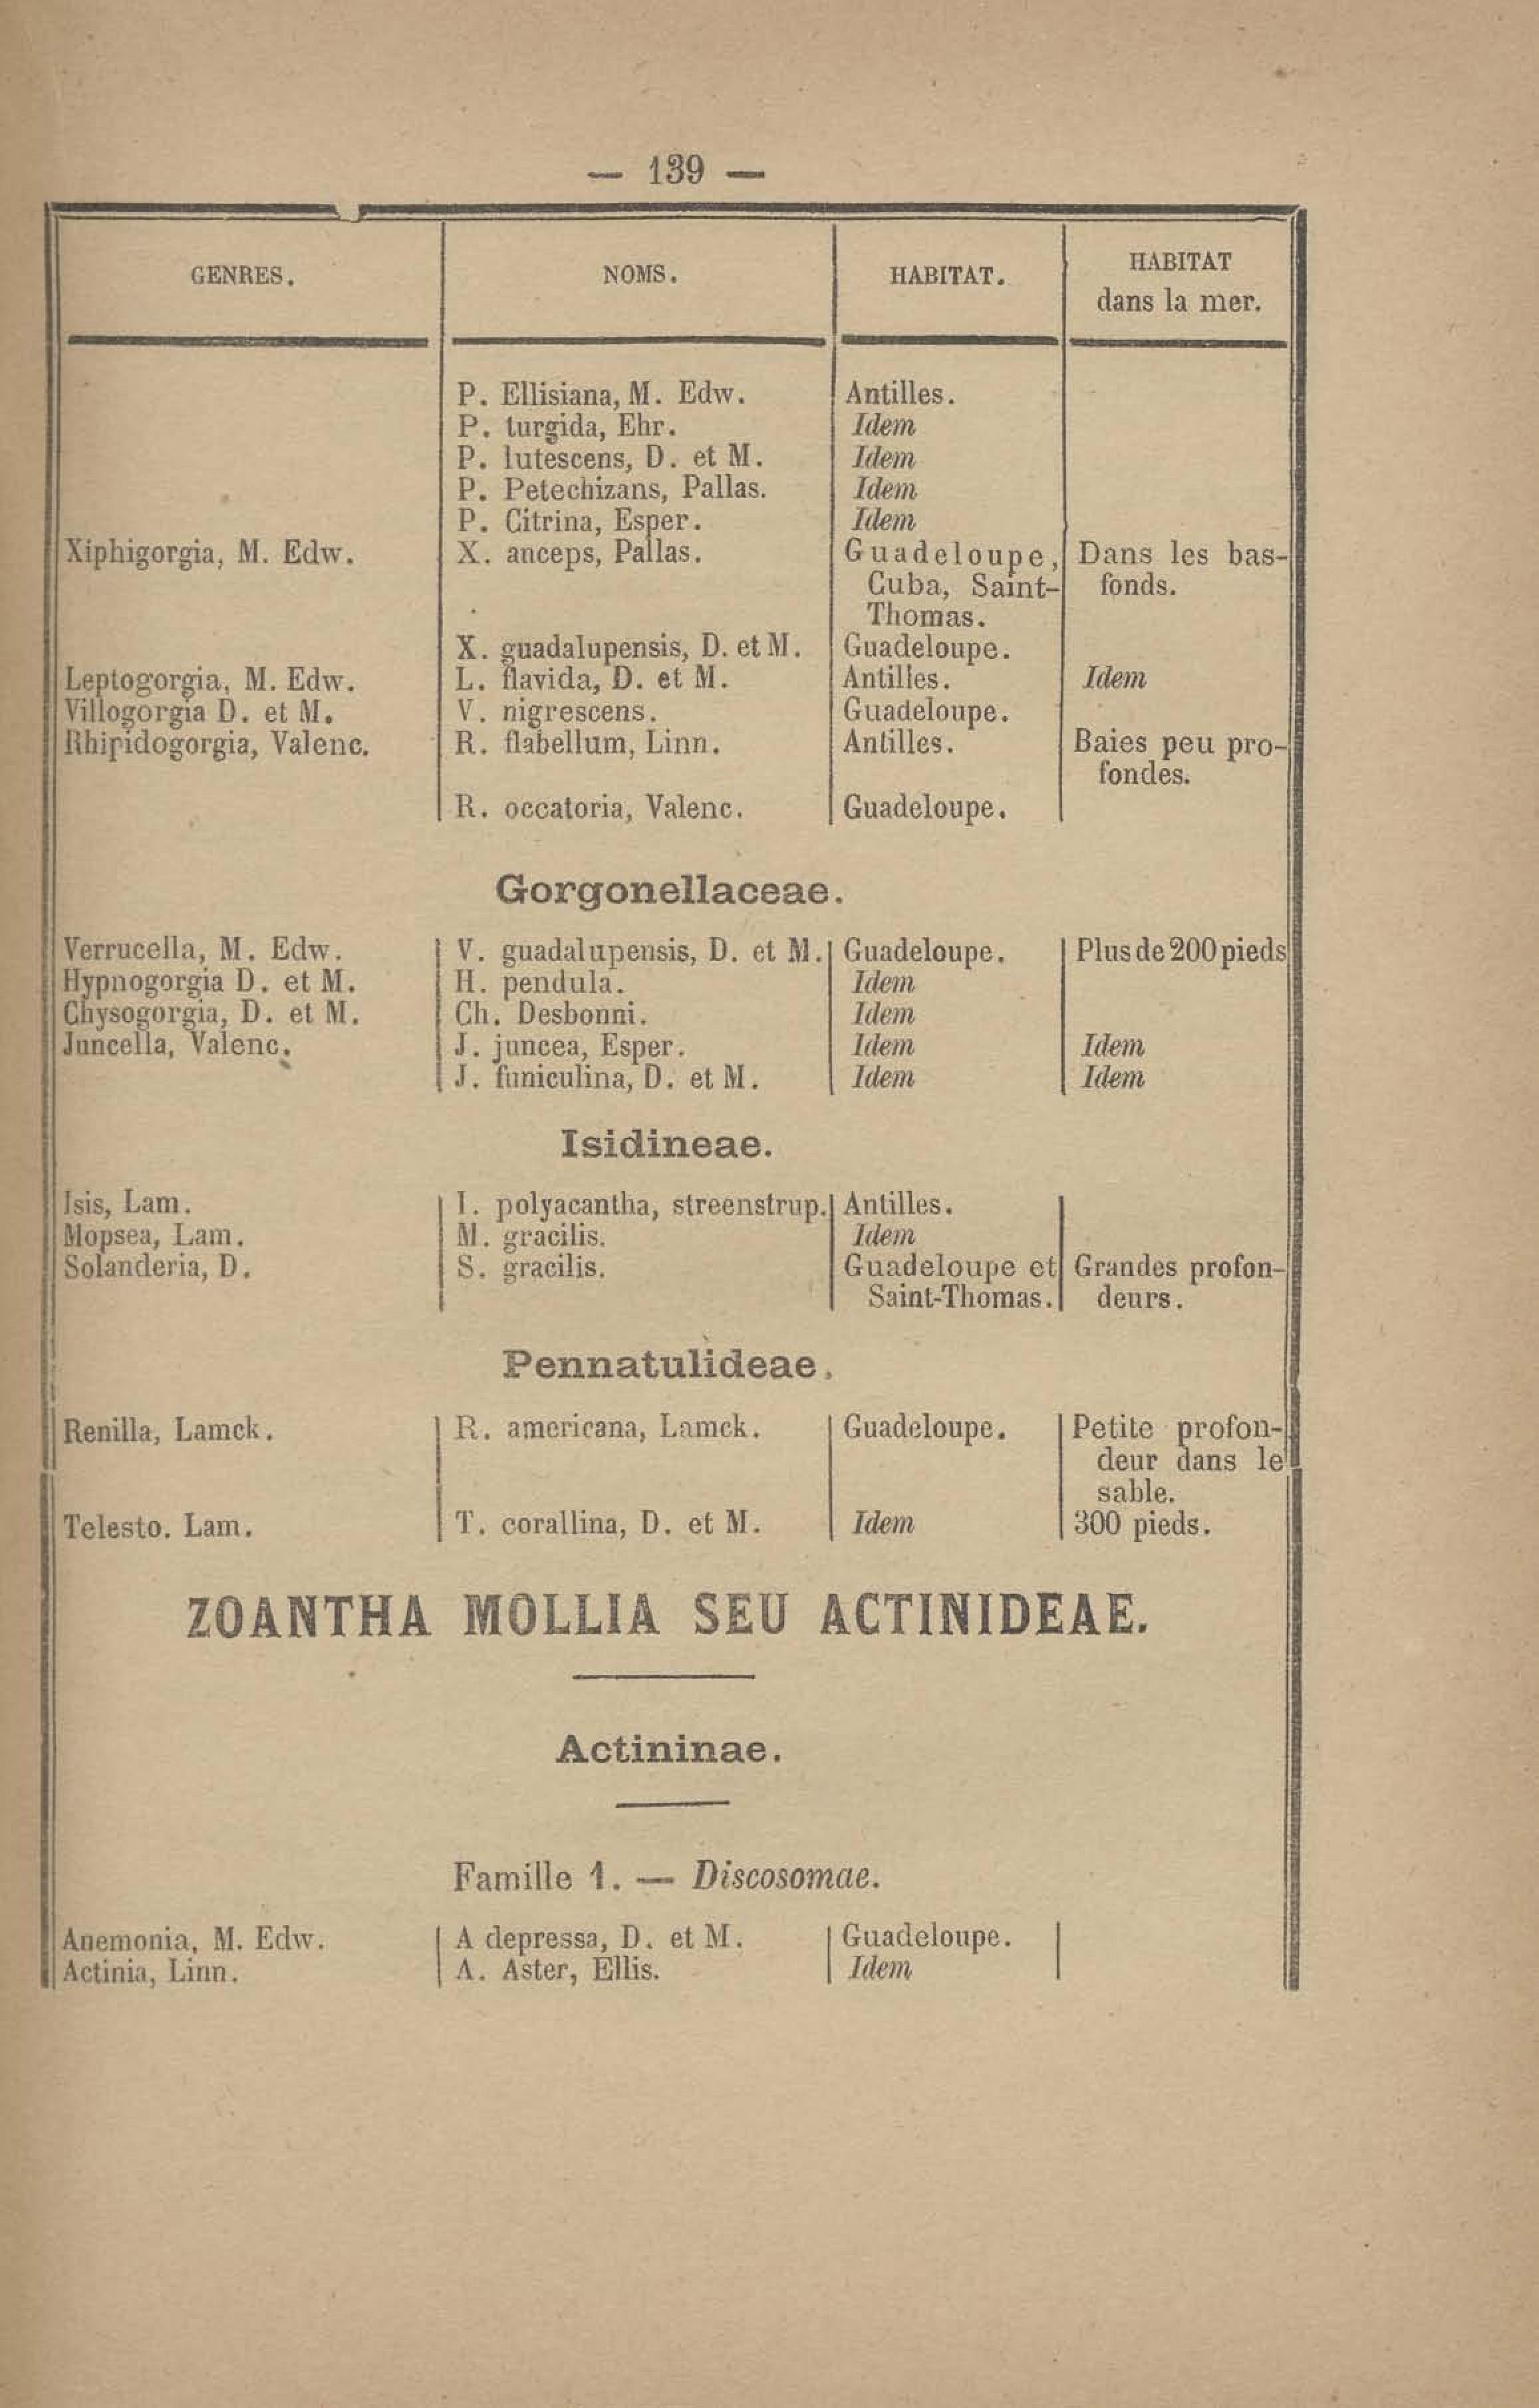 — 139 —
GENRES. NOMS. HABITAT. HABITAT
dans la mer.
P. Ellisiana, M. Edw. Antilles.
P. turgida, Ehr. Idem
P. lutescens, D. et M. Idem
P. Petechizans, Pallas. Idem
P. Citrina, Esper. Idem
Xiphigorgia, M. Edw. X. anceps, Pallas. Guadeloupe, Dans les bas-
Cuba, Saint- fonds.
Thomas.
X. guadalupensis, D. et M. Guadeloupe.
Leptogorgia, M. Edw. L. flavida, D. et M. Antilles. Idem
Villogorgia D. et M. V. nigrescens. Guadeloupe.
Rhipidogorgia, Valenc. R. flabellum, Linn. Antilles. Baies peu pro-
fondes.
R. occatoria, Valenc. Guadeloupe.
Gorgonellaceae.
Verrucella, M. Edw. V. guadalupensis, D. et M. Guadeloupe. Plus de 200 pieds
Hypnogorgia D. et M. H. pendula. Idem
Chysogorgia, D. et M. Ch. Desbonni. Idem
Juncella, Valenc. J. juncea, Esper. Idem Idem
J. funiculina, D. et M. Idem Idem
Isidineae.
Isis, Lam. I. polyacantha, streenstrup. Antilles.
Mopsea, Lam. M. gracilis. Idem
Solanderia, D. S. gracilis. Guadeloupe et Grandes profon-
Saint-Thomas. deurs.
Pennatulideae.
Renilla, Lamck. R. americana, Lamck. Guadeloupe. Petite profon-
deur dans le
sable.
Telesto. Lam. T. corallina, D. et M. Idem 300 pieds.
ZOANTHA MOLLIA SEU ACTINIDEAE.
Actininae.
Famille 1. — Discosomae.
Anemonia, M. Edw. A depressa, D. et M. Guadeloupe.
Actinia, Linn. A. Aster, Ellis. Idem